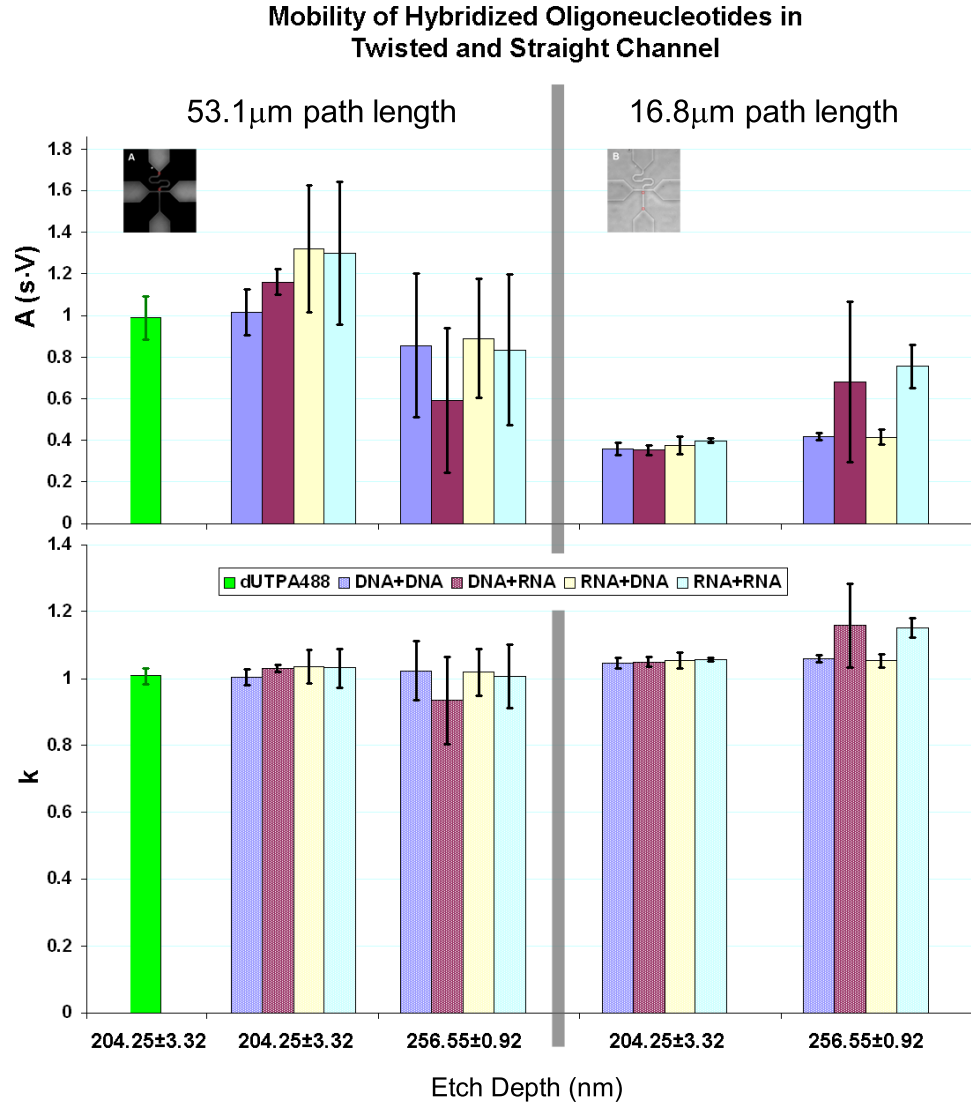 Mobility of Hybridized Oligoneucleotides in
Twisted and Straight Channel
53.1μm path length
16.8μm path length
A (s·V)
1.8
1.6
1.4
1.2
1
0.8
0.6
0.4
0.2
0
A
B
k
1.4
1.2
1
0.8
0.6
0.4
0.2
0
dUTPA488 DNA+DNA DNA+RNA RNA+DNA RNA+RNA
204.25±3.32 204.25±3.32 256.55±0.92 204.25±3.32 256.55±0.92
Etch Depth (nm)